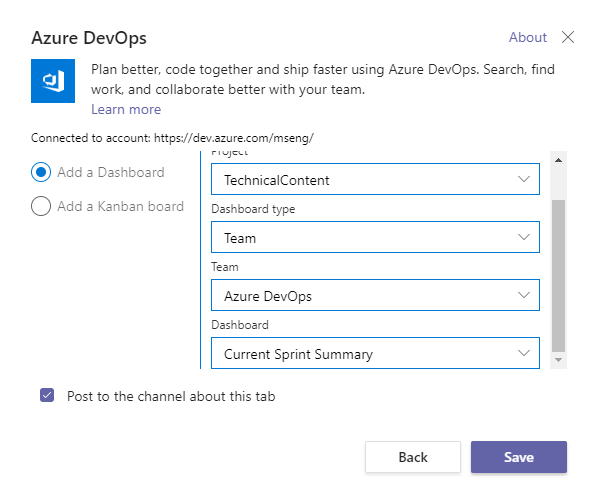 Azure DevOps
About
Plan better, code together and ship faster using Azure DevOps. Search, find
work, and collaborate better with your team.
Learn more
Connected to account: https://dev.azure.com/mseng/
Add a Dashboard
Add a Kanban board
Project
TechnicalContent
Dashboard type
Team
Team
Azure DevOps
Dashboard
Current Sprint Summary
Post to the channel about this tab
Back
Save